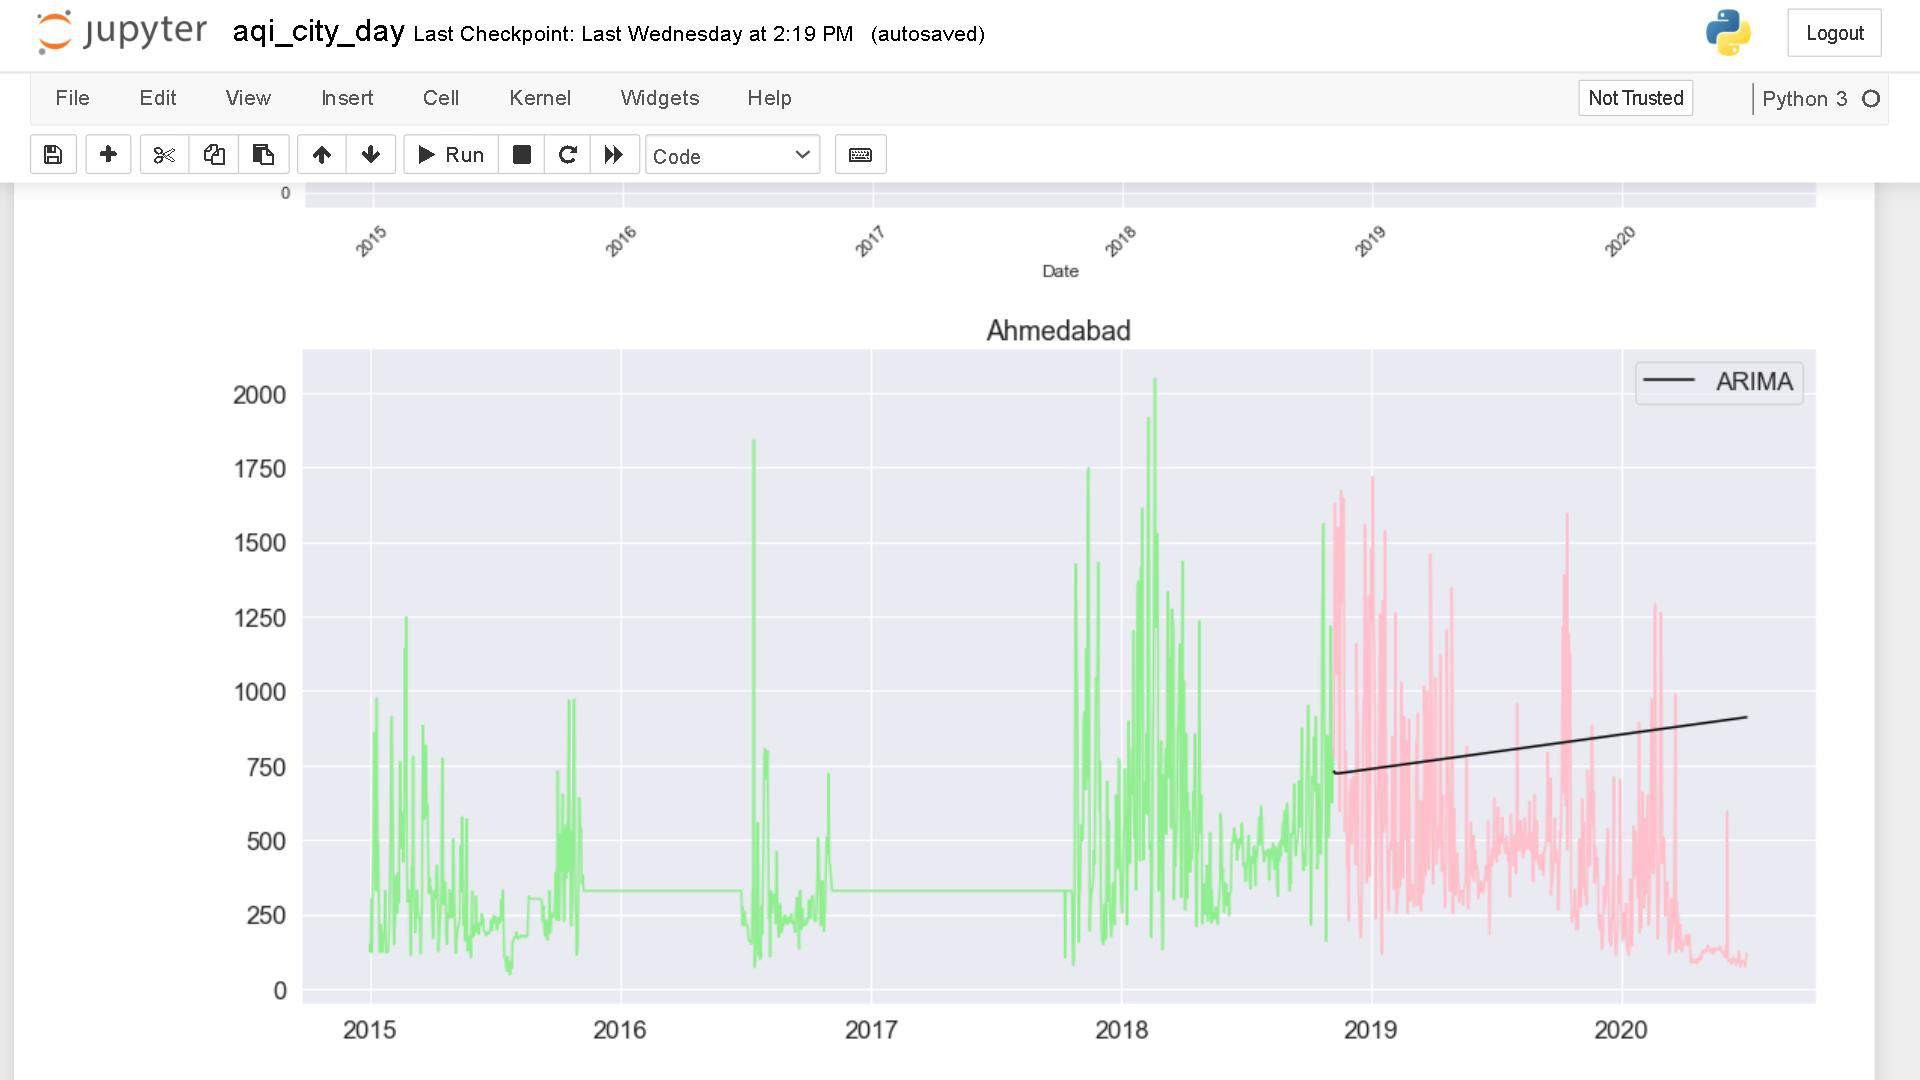 jupyter aqi_city_day Last Checkpoint: Last Wednesday at 2:19 PM (autosaved) Logout
File Edit View Insert Cell Kernel Widgets Help Not Trusted Python 3
Run Code
0
2015 2016 2017 2018 2019 2020
Date
Ahmedabad
ARIMA
2000
1750
1500
1250
1000
750
500
250
0
2015 2016 2017 2018 2019 2020